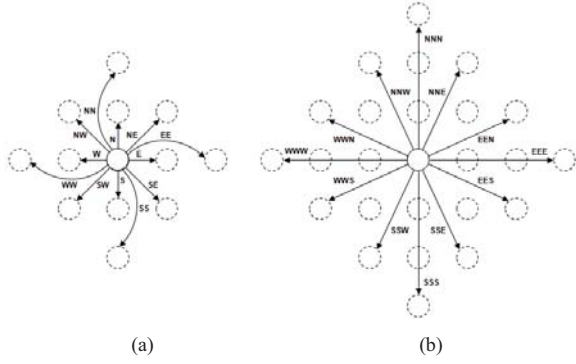 NNN
NNW NNE
NN
NW NE EE
N
WWN EEN
W E
WWW EEE
WW SW S SE
WWS EES
SS
SSW SSE
SSS
(a) (b)